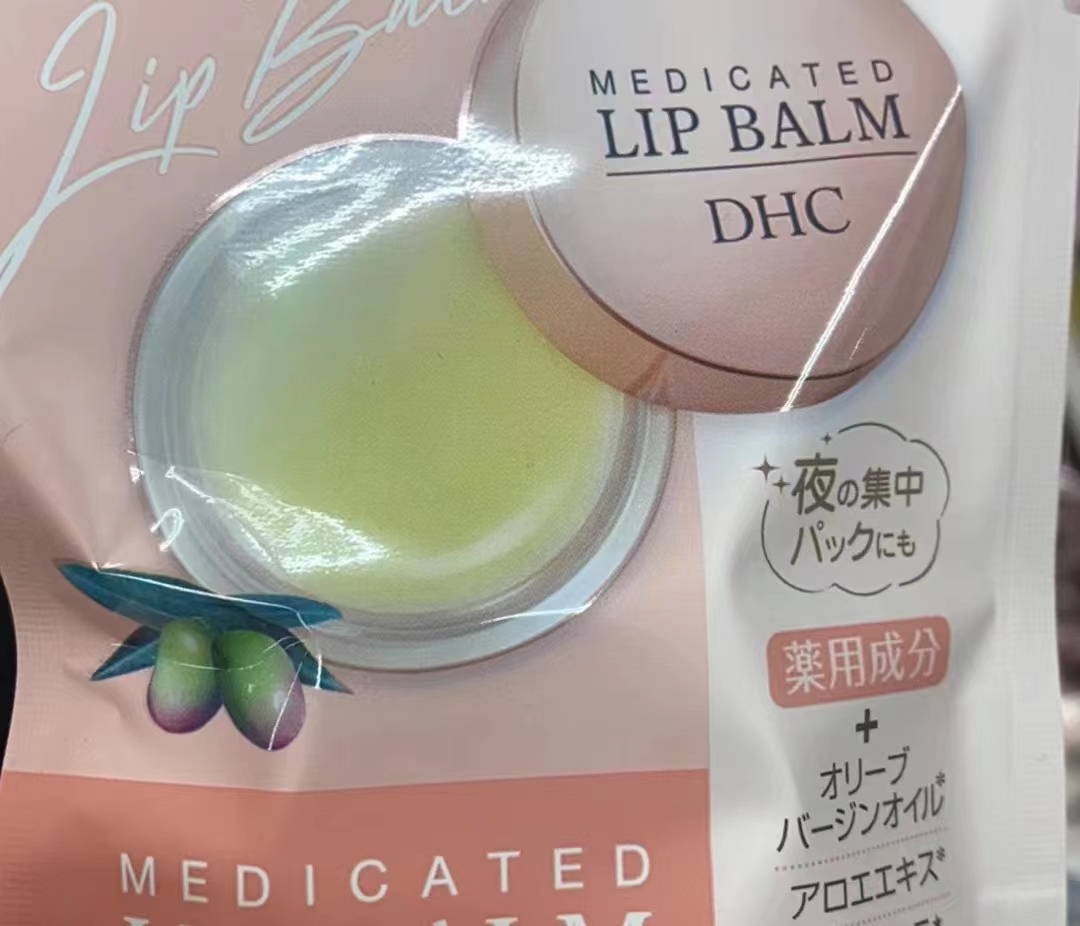 Lip Balm
MEDICATED
LIP BALM
DHC
夜の集中
パックにも
薬用成分
+
オリーブ
バージンオイル*
アロエエキス*
MEDICATED